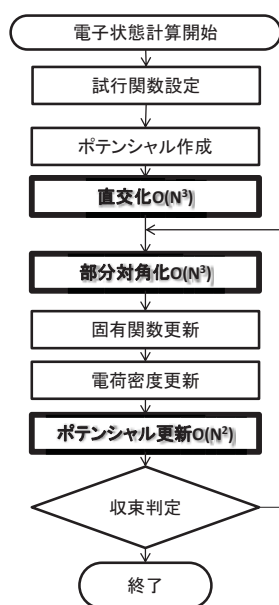 電子状態計算開始
試行関数設定
ポテンシャル作成
直交化O(N³)
部分対角化O(N³)
固有関数更新
電荷密度更新
ポテンシャル更新O(N²)
収束判定
終了